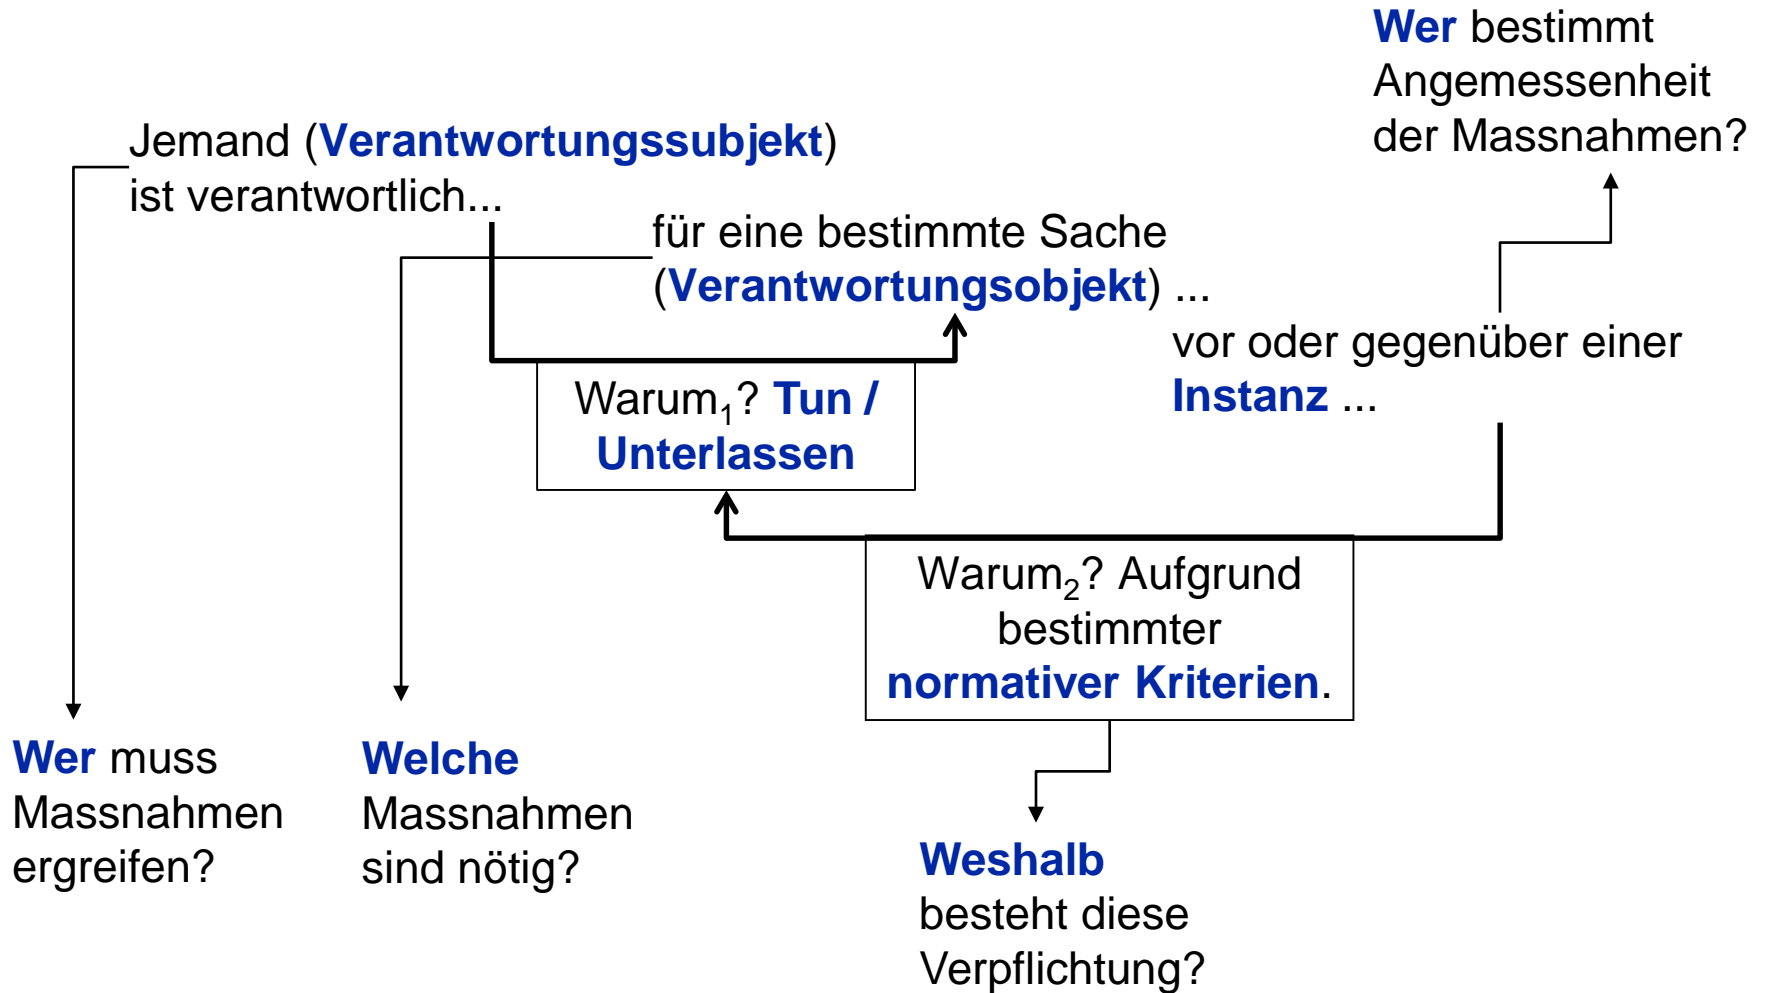 Wer bestimmt
Angemessenheit
der Massnahmen?
Jemand (Verantwortungssubjekt)
ist verantwortlich...
für eine bestimmte Sache
(Verantwortungsobjekt) ...
vor oder gegenüber einer
Instanz ...
Warum₁? Tun /
Unterlassen
Warum₂? Aufgrund
bestimmter
normativer Kriterien.
Wer muss
Massnahmen
ergreifen?
Welche
Massnahmen
sind nötig?
Weshalb
besteht diese
Verpflichtung?